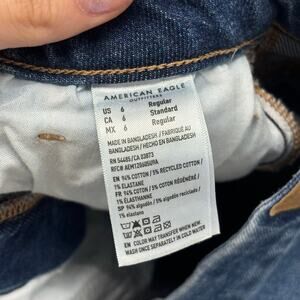 AMERICAN EAGLE
OUTFITTERS
US 6 Regular
CA 6 Standard
MX 6 Regular
MADE IN BANGLADESH / FABRIQUÉ AU
BANGLADESH / HECHO EN BANGLADESH
RN 54485/CA 03873
EN 94% COTTON / 5% RECYCLED COTTON /
1% ELASTANE
FR 94% COTON / 5% COTON RÉGÉNÉRÉ /
1% ÉLASTHANNE
SP 94% algodón / 5% algodón reciclado /
1% elastano
EN COLOR MAY TRANSFER WHEN NEW.
WASH ONCE SEPARATELY IN COLD WATER